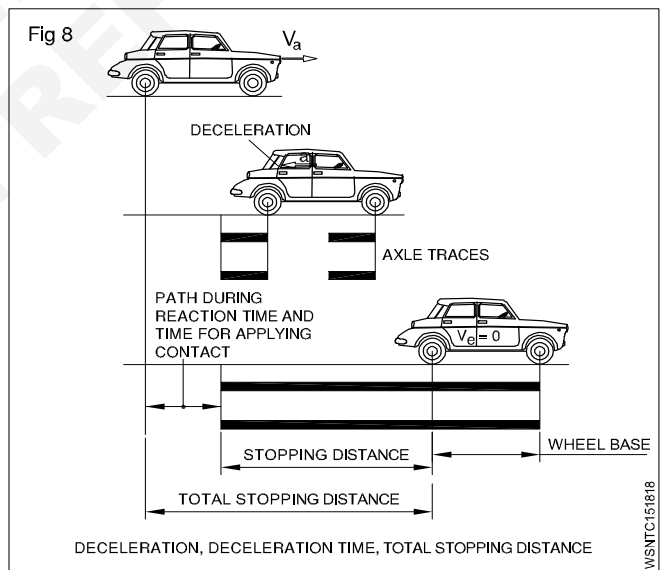 Fig 8
Va
DECELERATION
a
AXLE TRACES
PATH DURING
REACTION TIME AND
TIME FOR APPLYING
CONTACT
Ve = 0
STOPPING DISTANCE
WHEEL BASE
TOTAL STOPPING DISTANCE
DECELERATION, DECELERATION TIME, TOTAL STOPPING DISTANCE
WSNTC151818